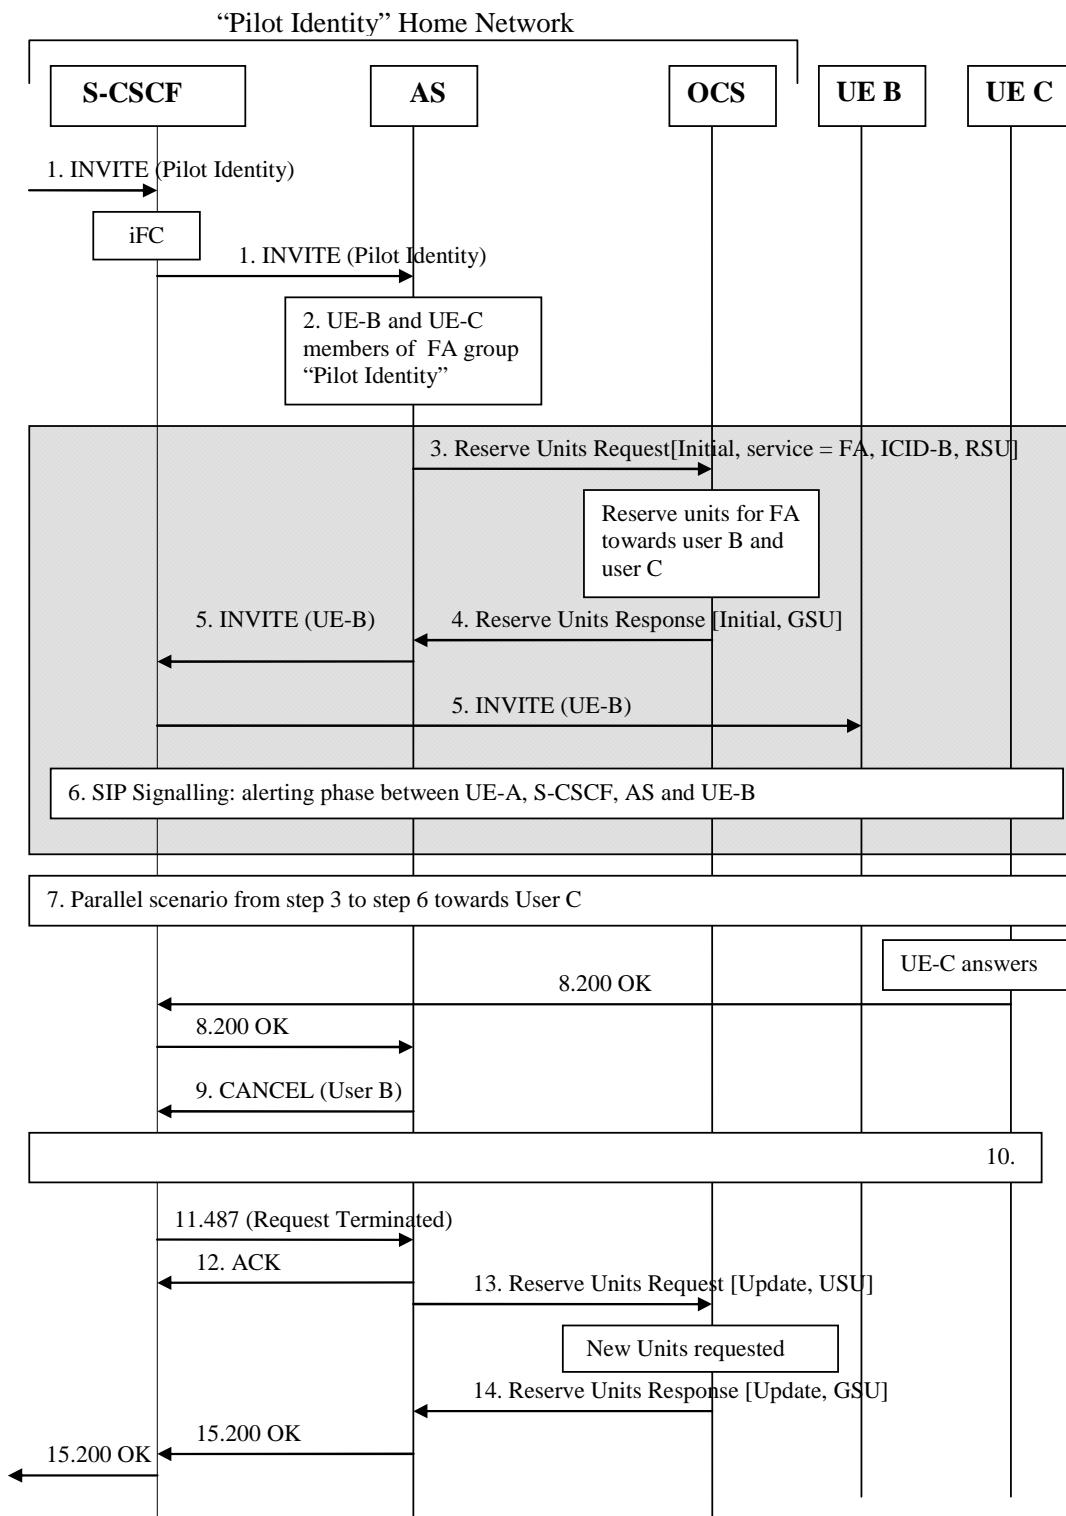 “Pilot Identity” Home Network
S-CSCF
AS
OCS
UE B
UE C
1. INVITE (Pilot Identity)
iFC
1. INVITE (Pilot Identity)
2. UE-B and UE-C
members of  FA group
“Pilot Identity”
3. Reserve Units Request[Initial, service = FA, ICID-B, RSU]
Reserve units for FA
towards user B and
user C
5. INVITE (UE-B)
4. Reserve Units Response [Initial, GSU]
5. INVITE (UE-B)
6. SIP Signalling: alerting phase between UE-A, S-CSCF, AS and UE-B
7. Parallel scenario from step 3 to step 6 towards User C
UE-C answers
8.200 OK
8.200 OK
9. CANCEL (User B)
10.
11.487 (Request Terminated)
12. ACK
13. Reserve Units Request [Update, USU]
New Units requested
14. Reserve Units Response [Update, GSU]
15.200 OK
15.200 OK